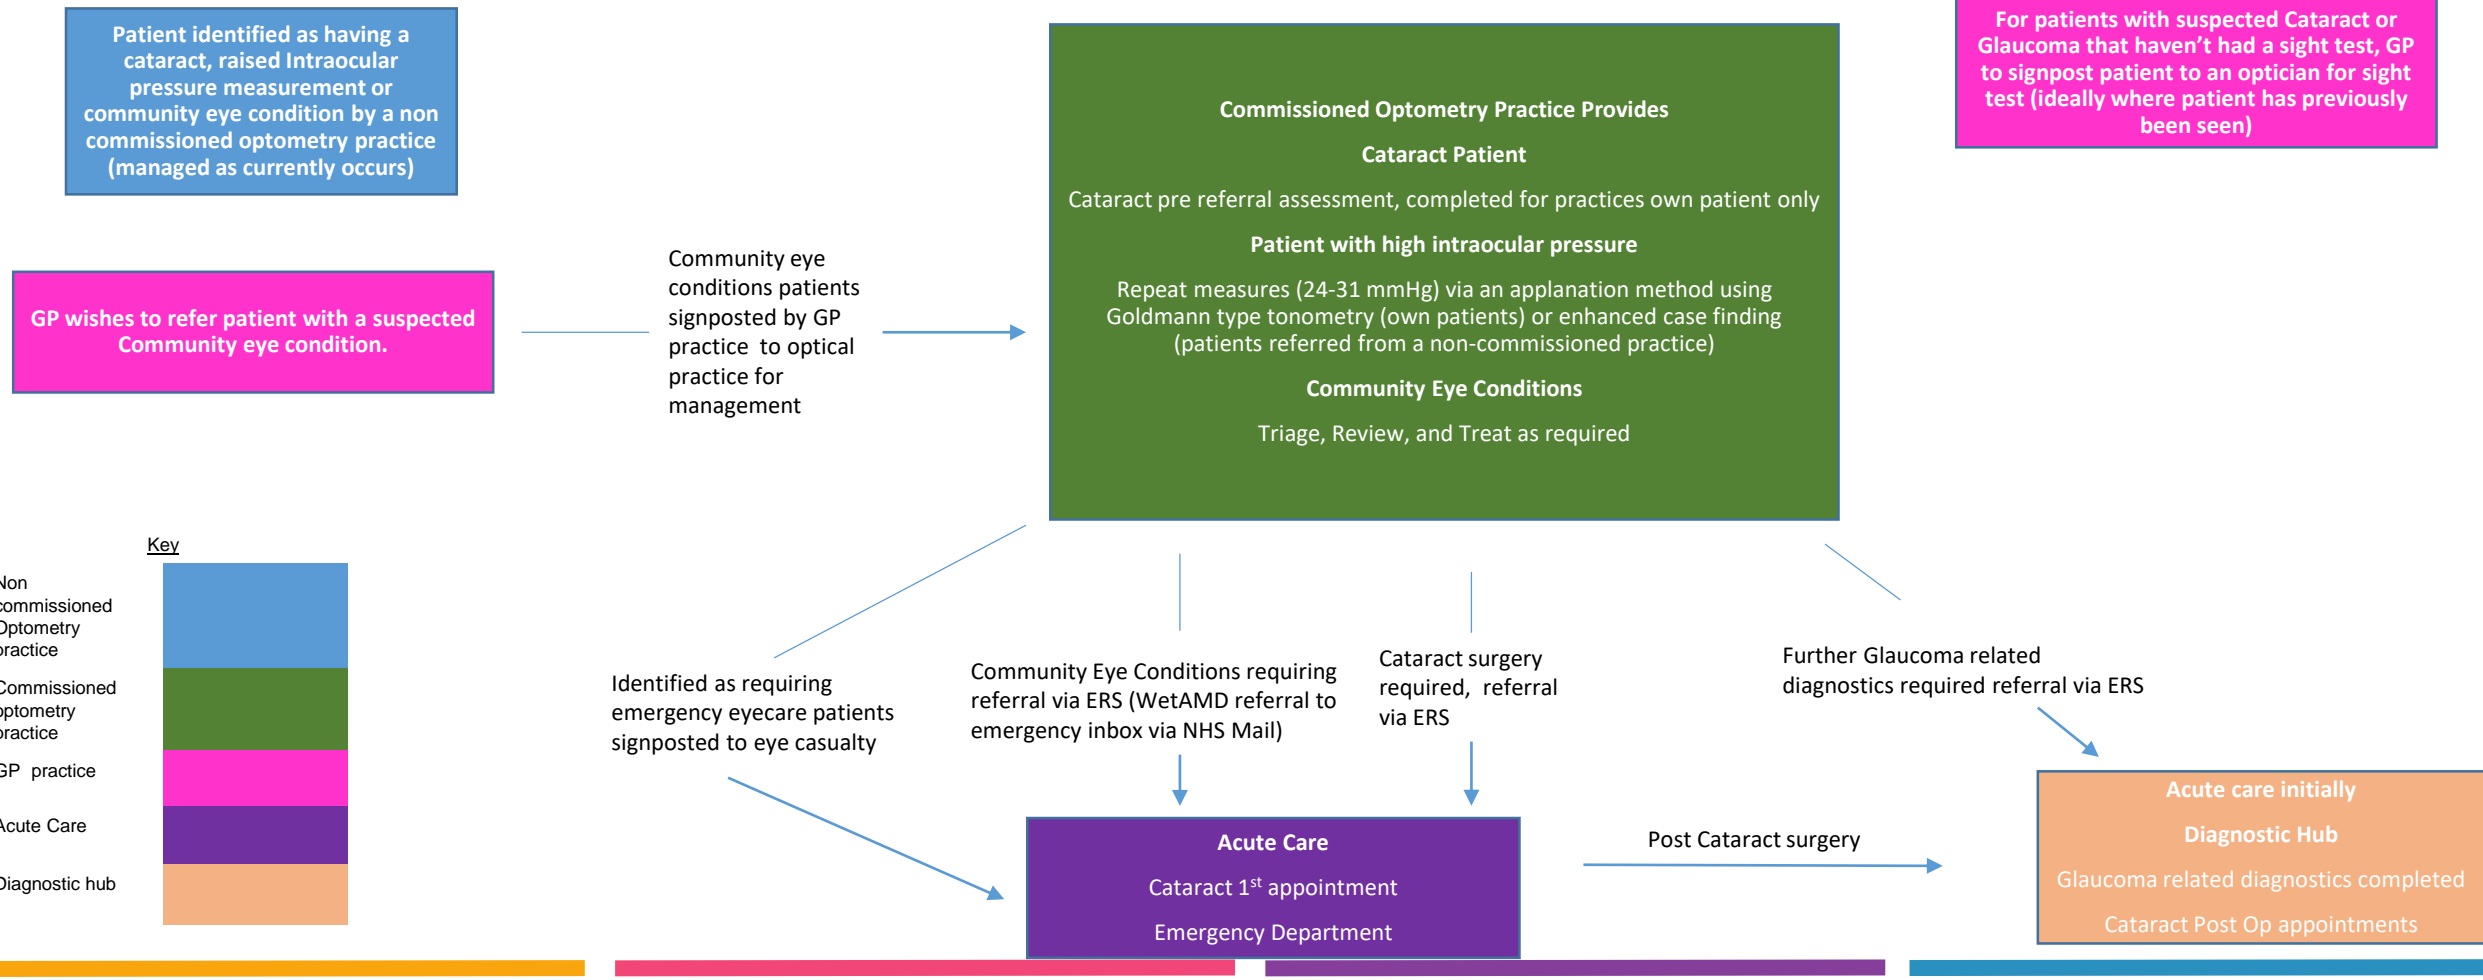 Patient identified as having a
cataract, raised Intraocular
pressure measurement or
community eye condition by a non
commissioned optometry practice
(managed as currently occurs)
Commissioned Optometry Practice Provides
Cataract Patient
Cataract pre referral assessment, completed for practices own patient only
Patient with high intraocular pressure
Repeat measures (24-31 mmHg) via an applanation method using
Goldmann type tonometry (own patients) or enhanced case finding
(patients referred from a non-commissioned practice)
Community Eye Conditions
Triage, Review, and Treat as required
For patients with suspected Cataract or
Glaucoma that haven’t had a sight test, GP
to signpost patient to an optician for sight
test (ideally where patient has previously
been seen)
GP wishes to refer patient with a suspected
Community eye condition.
Community eye
conditions patients
signposted by GP
practice to optical
practice for
management
Key
Non
commissioned
Optometry
practice
Commissioned
optometry
practice
GP practice
Acute Care
Diagnostic hub
Identified as requiring
emergency eyecare patients
signposted to eye casualty
Community Eye Conditions requiring
referral via ERS (WetAMD referral to
emergency inbox via NHS Mail)
Cataract surgery
required, referral
via ERS
Further Glaucoma related
diagnostics required referral via ERS
Acute Care
Cataract 1st appointment
Emergency Department
Post Cataract surgery
Acute care initially
Diagnostic Hub
Glaucoma related diagnostics completed
Cataract Post Op appointments